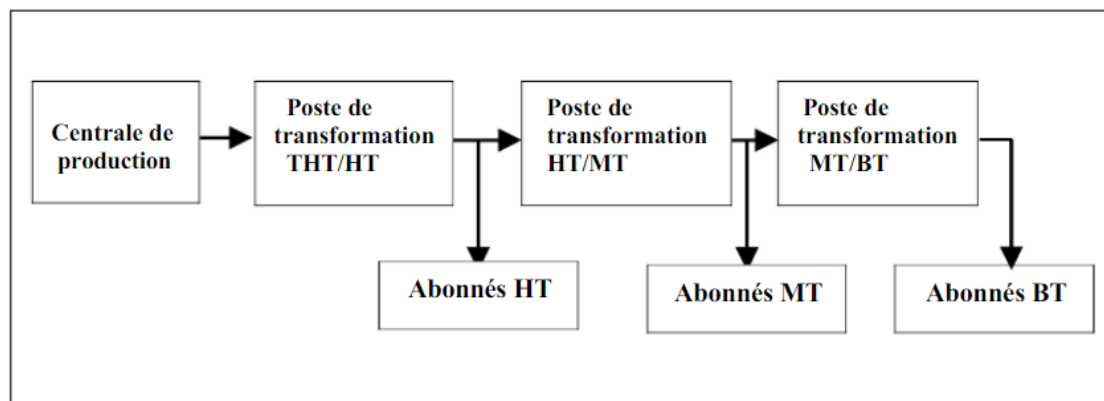 Centrale de
production
Poste de
transformation
THT/HT
Poste de
transformation
HT/MT
Poste de
transformation
MT/BT
Abonnés HT
Abonnés MT
Abonnés BT